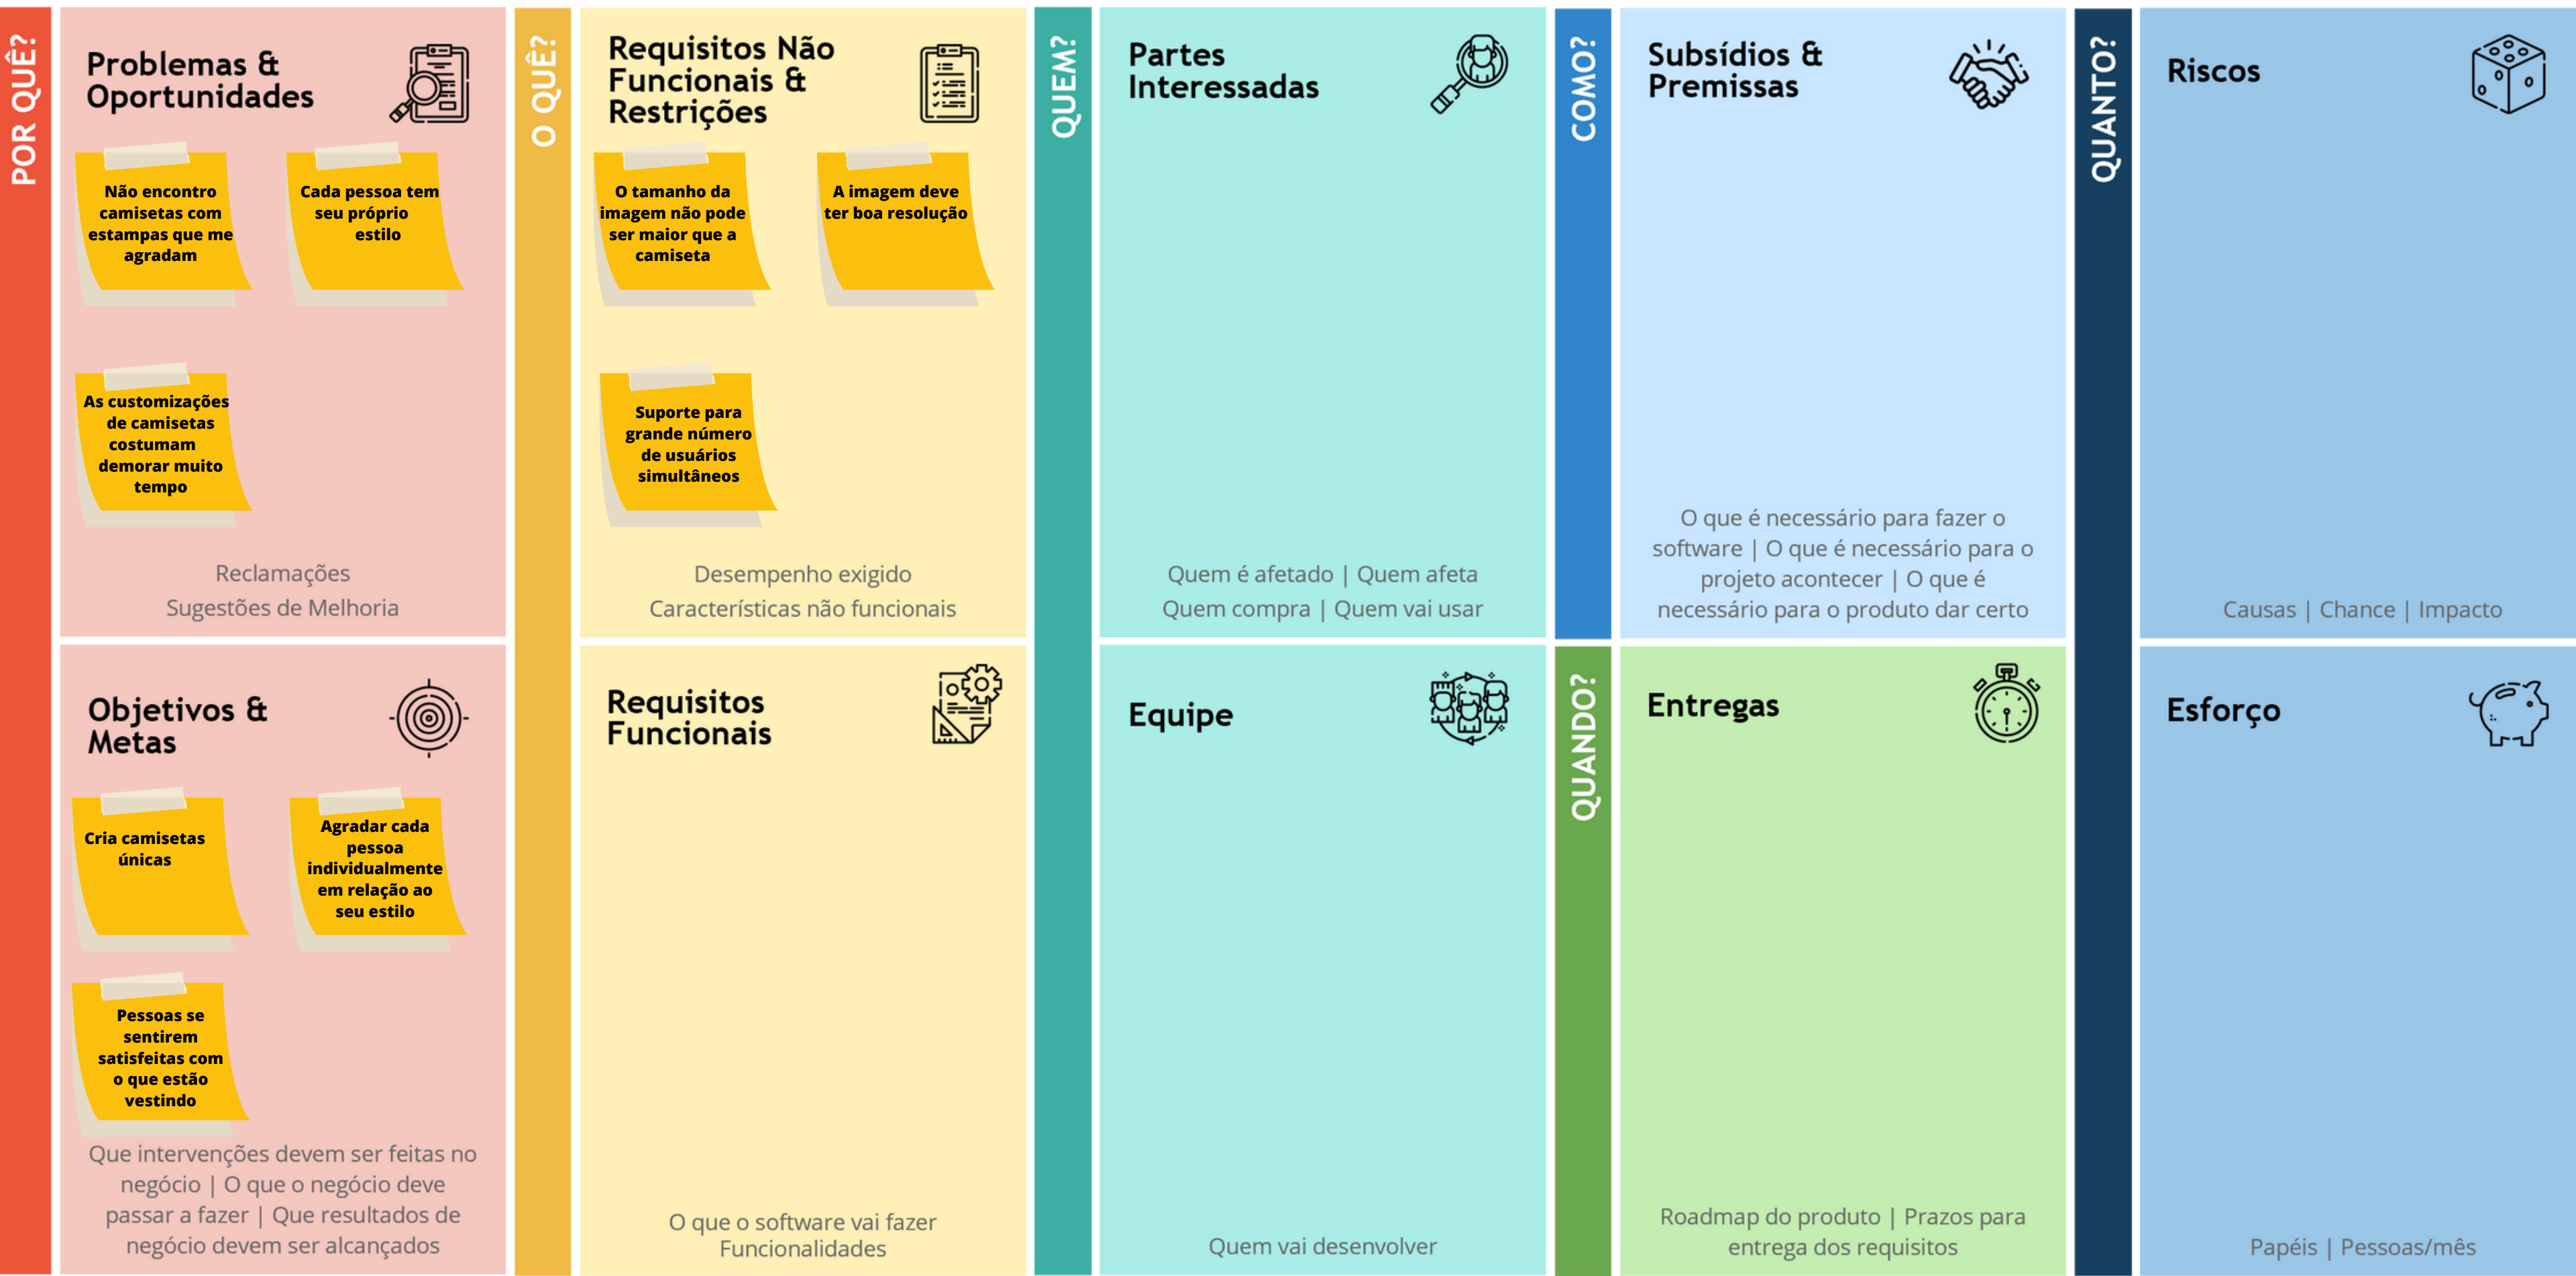 POR QUÊ?
Problemas &
Oportunidades
Não encontro
camisetas com
estampas que me
agradam
Cada pessoa tem
seu próprio
estilo
As customizações
de camisetas
costumam
demorar muito
tempo
Reclamações
Sugestões de Melhoria
Objetivos &
Metas
Cria camisetas
únicas
Agradar cada
pessoa
individualmente
em relação ao
seu estilo
Pessoas se
sentirem
satisfeitas com
o que estão
vestindo
Que intervenções devem ser feitas no
negócio | O que o negócio deve
passar a fazer | Que resultados de
negócio devem ser alcançados
O QUÊ?
Requisitos Não
Funcionais &
Restrições
O tamanho da
imagem não pode
ser maior que a
camiseta
A imagem deve
ter boa resolução
Suporte para
grande número
de usuários
simultâneos
Desempenho exigido
Características não funcionais
Requisitos
Funcionais
O que o software vai fazer
Funcionalidades
QUEM?
Partes
Interessadas
Quem é afetado | Quem afeta
Quem compra | Quem vai usar
Equipe
Quem vai desenvolver
COMO?
Subsídios &
Premissas
O que é necessário para fazer o
software | O que é necessário para o
projeto acontecer | O que é
necessário para o produto dar certo
QUANDO?
Entregas
Roadmap do produto | Prazos para
entrega dos requisitos
QUANTO?
Riscos
Causas | Chance | Impacto
Esforço
Papéis | Pessoas/mês